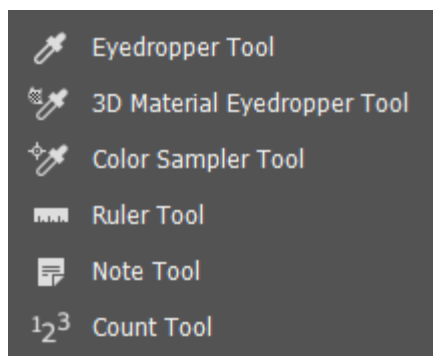 Eyedropper Tool
3D Material Eyedropper Tool
Color Sampler Tool
Ruler Tool
Note Tool
123 Count Tool